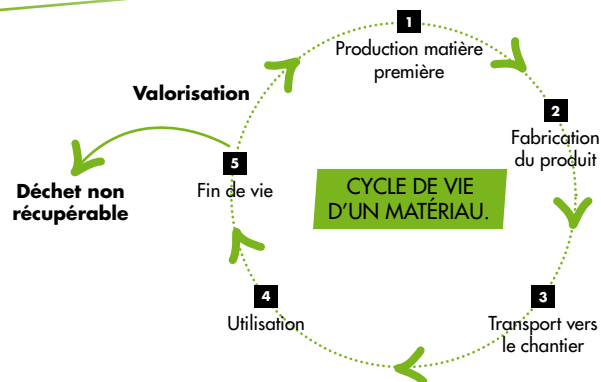 1
Production matière
première
2
Fabrication
du produit
3
Transport vers
le chantier
4
Utilisation
5
Fin de vie
Valorisation
Déchet non
récupérable
CYCLE DE VIE
D'UN MATÉRIAU.